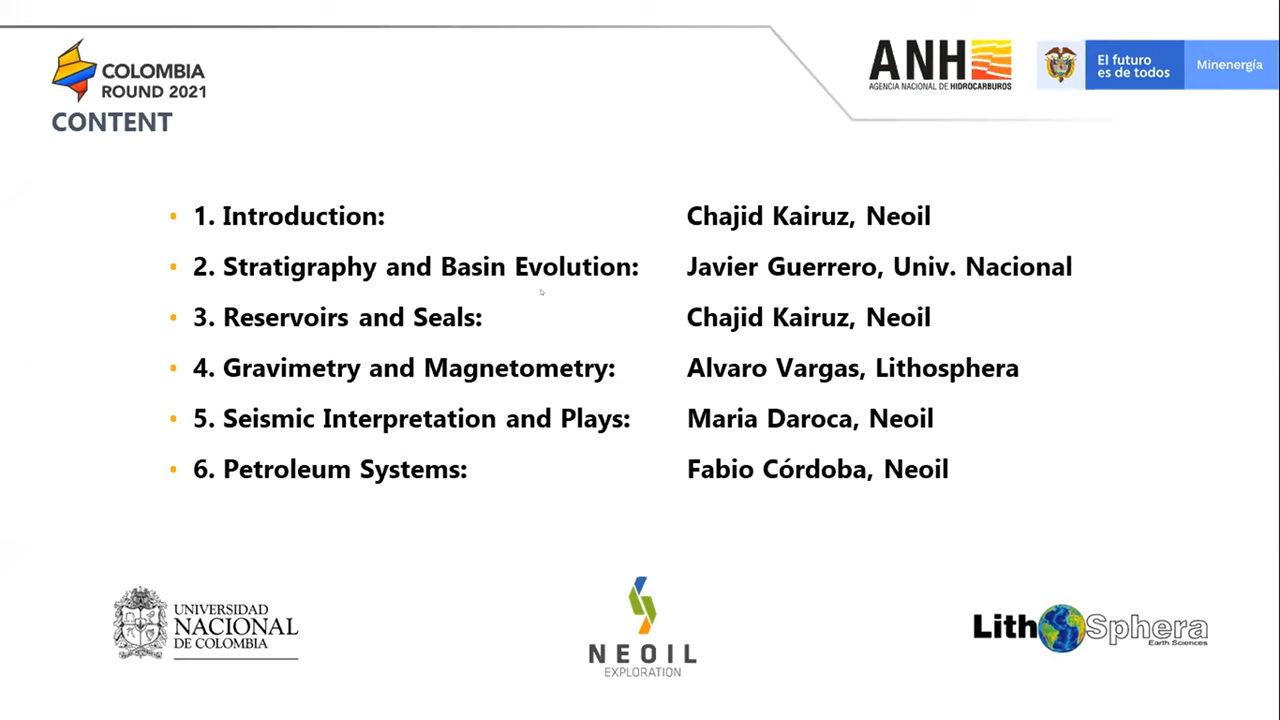 COLOMBIA
ROUND 2021
ANH
AGENCIA NACIONAL DE HIDROCARBUROS
El futuro
es de todos
Minenergía
CONTENT
• 1. Introduction: Chajid Kairuz, Neoil
• 2. Stratigraphy and Basin Evolution: Javier Guerrero, Univ. Nacional
• 3. Reservoirs and Seals: Chajid Kairuz, Neoil
• 4. Gravimetry and Magnetometry: Alvaro Vargas, Lithosphera
• 5. Seismic Interpretation and Plays: Maria Daroca, Neoil
• 6. Petroleum Systems: Fabio Córdoba, Neoil
UNIVERSIDAD
NACIONAL
DE COLOMBIA
NEOIL
EXPLORATION
LithoSphera
Earth Sciences